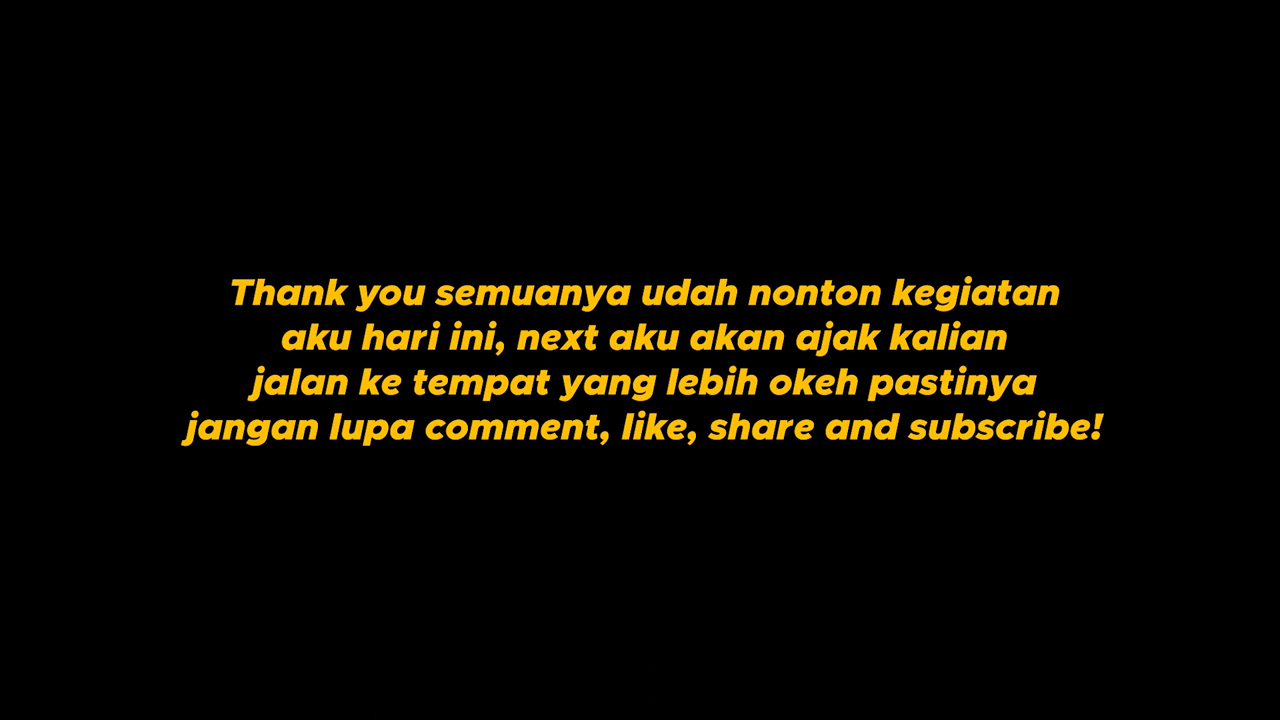 Thank you semuanya udah nonton kegiatan
aku hari ini, next aku akan ajak kalian
jalan ke tempat yang lebih okeh pastinya
jangan lupa comment, like, share and subscribe!